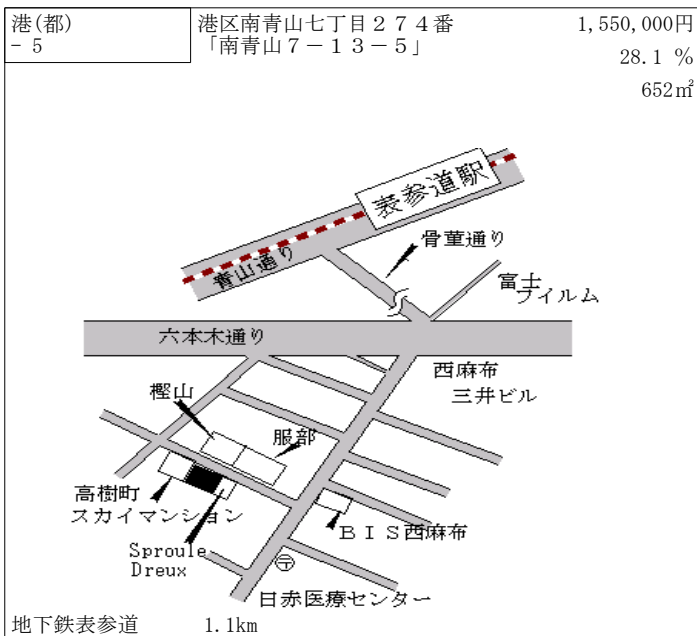 港(都)
- 5
港区南青山七丁目２７４番
「南青山７－１３－５」
1,550,000円
28.1 %
652㎡
表参道駅
青山通り
骨董通り
富士
フイルム
六本木通り
西麻布
三井ビル
樫山
服部
高樹町
スカイマンション
ＢＩＳ西麻布
Sproule
Dreux
日赤医療センター
地下鉄表参道
1.1km